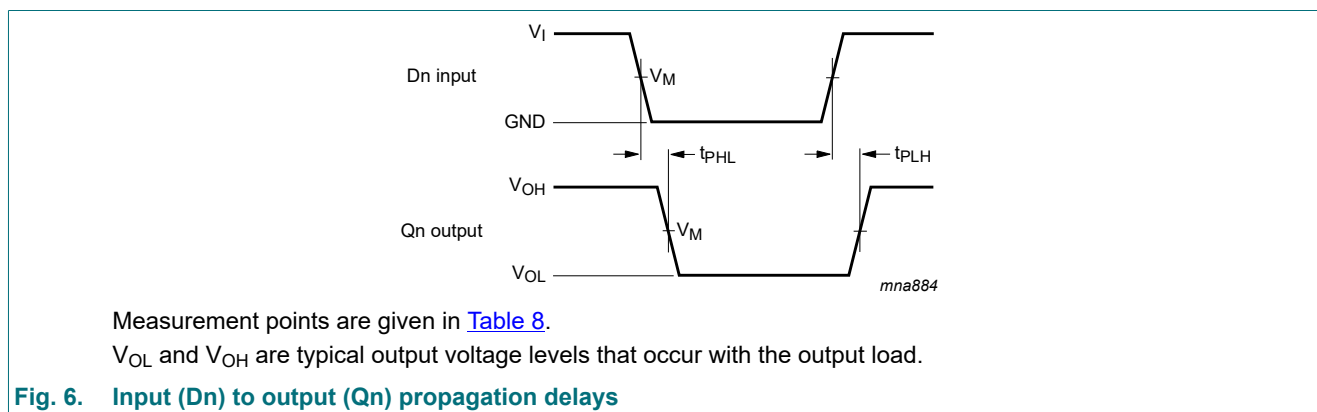 VI
Dn input
VM
GND
tPHL
tPLH
VOH
Qn output
VM
VOL
mna884
Measurement points are given in Table 8.
VOL and VOH are typical output voltage levels that occur with the output load.
Fig. 6. Input (Dn) to output (Qn) propagation delays